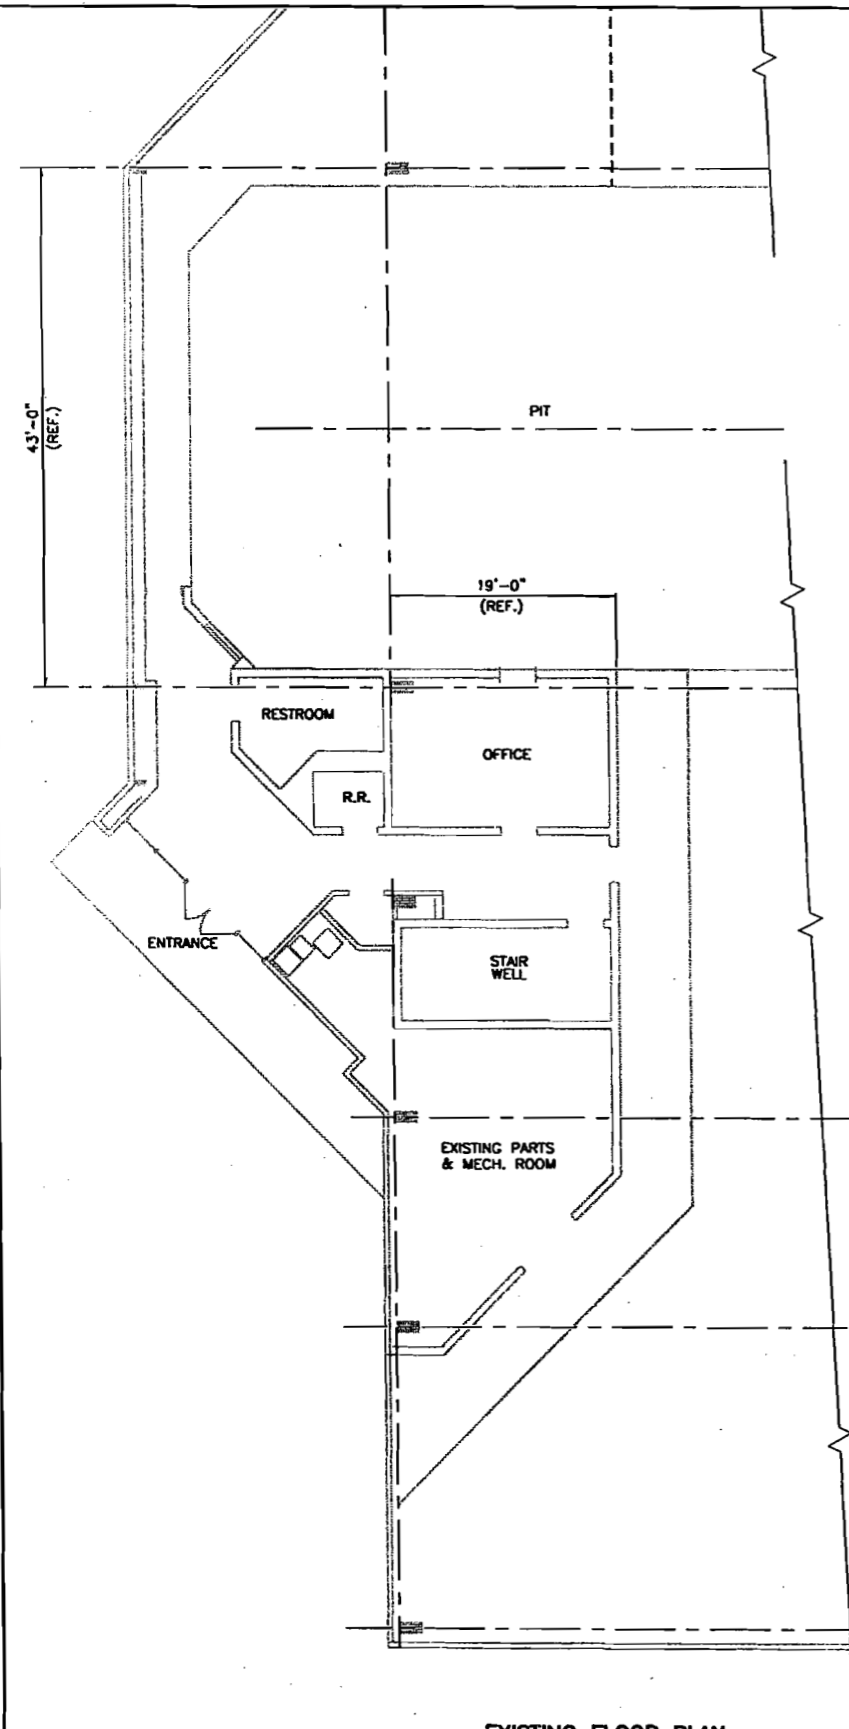 PIT
43'-0"
(REF.)
19'-0"
(REF.)
RESTROOM
OFFICE
R.R.
ENTRANCE
STAIR
WELL
EXISTING PARTS
& MECH. ROOM
EXISTING FLOOR PLAN